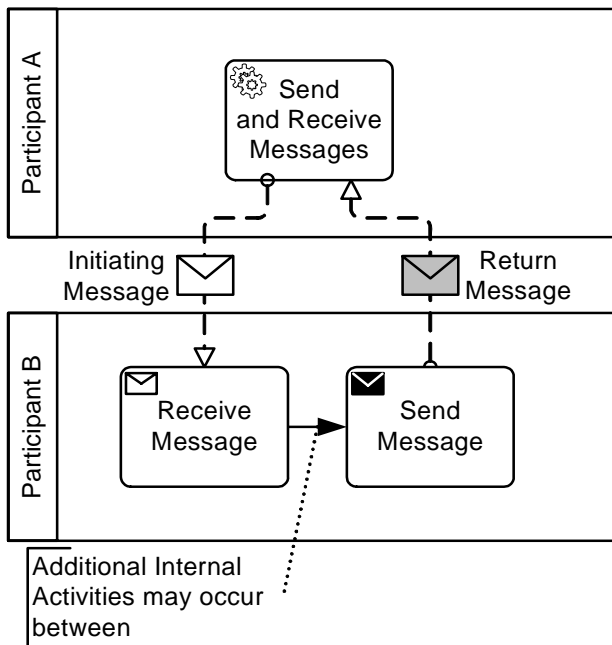 Participant A
Send
and Receive
Messages
Initiating
Message
Return
Message
Participant B
Receive
Message
Send
Message
Additional Internal
Activities may occur
between